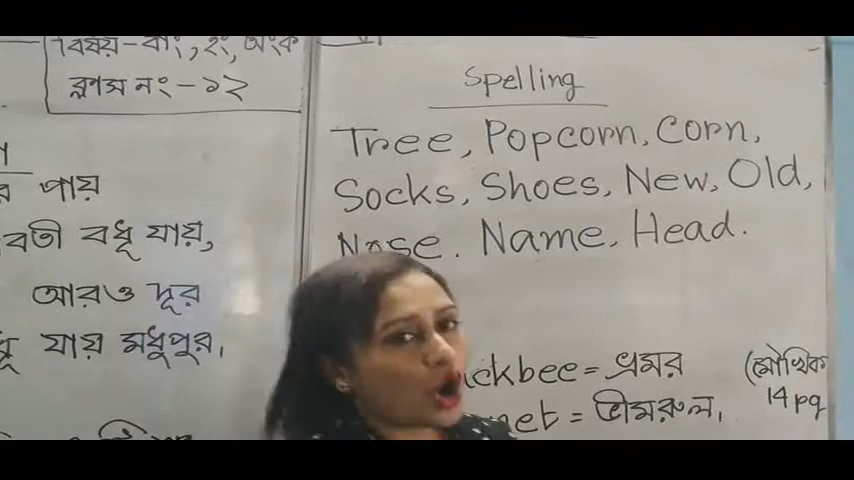 বিষয় - বাং, ইং, অংক
ক্লাস নং - ১২
পায়
বতী বধূ যায়,
আরও দূর
যায় মধুপুর।
Spelling
Tree, Popcorn, Corn,
Socks, Shoes, New, Old,
Nose. Name, Head.
ckbee = ভ্রমর (মৌখিক
net = ভীমরুল, 14 pg